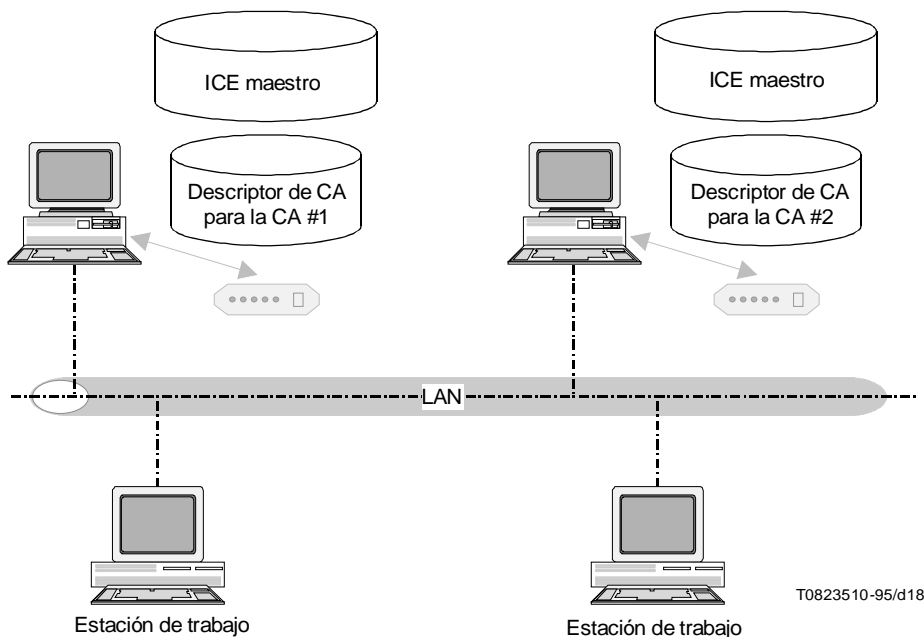 ICE maestro
ICE maestro
Descriptor de CA
para la CA #1
Descriptor de CA
para la CA #2
LAN
T0823510-95/d18
Estación de trabajo
Estación de trabajo